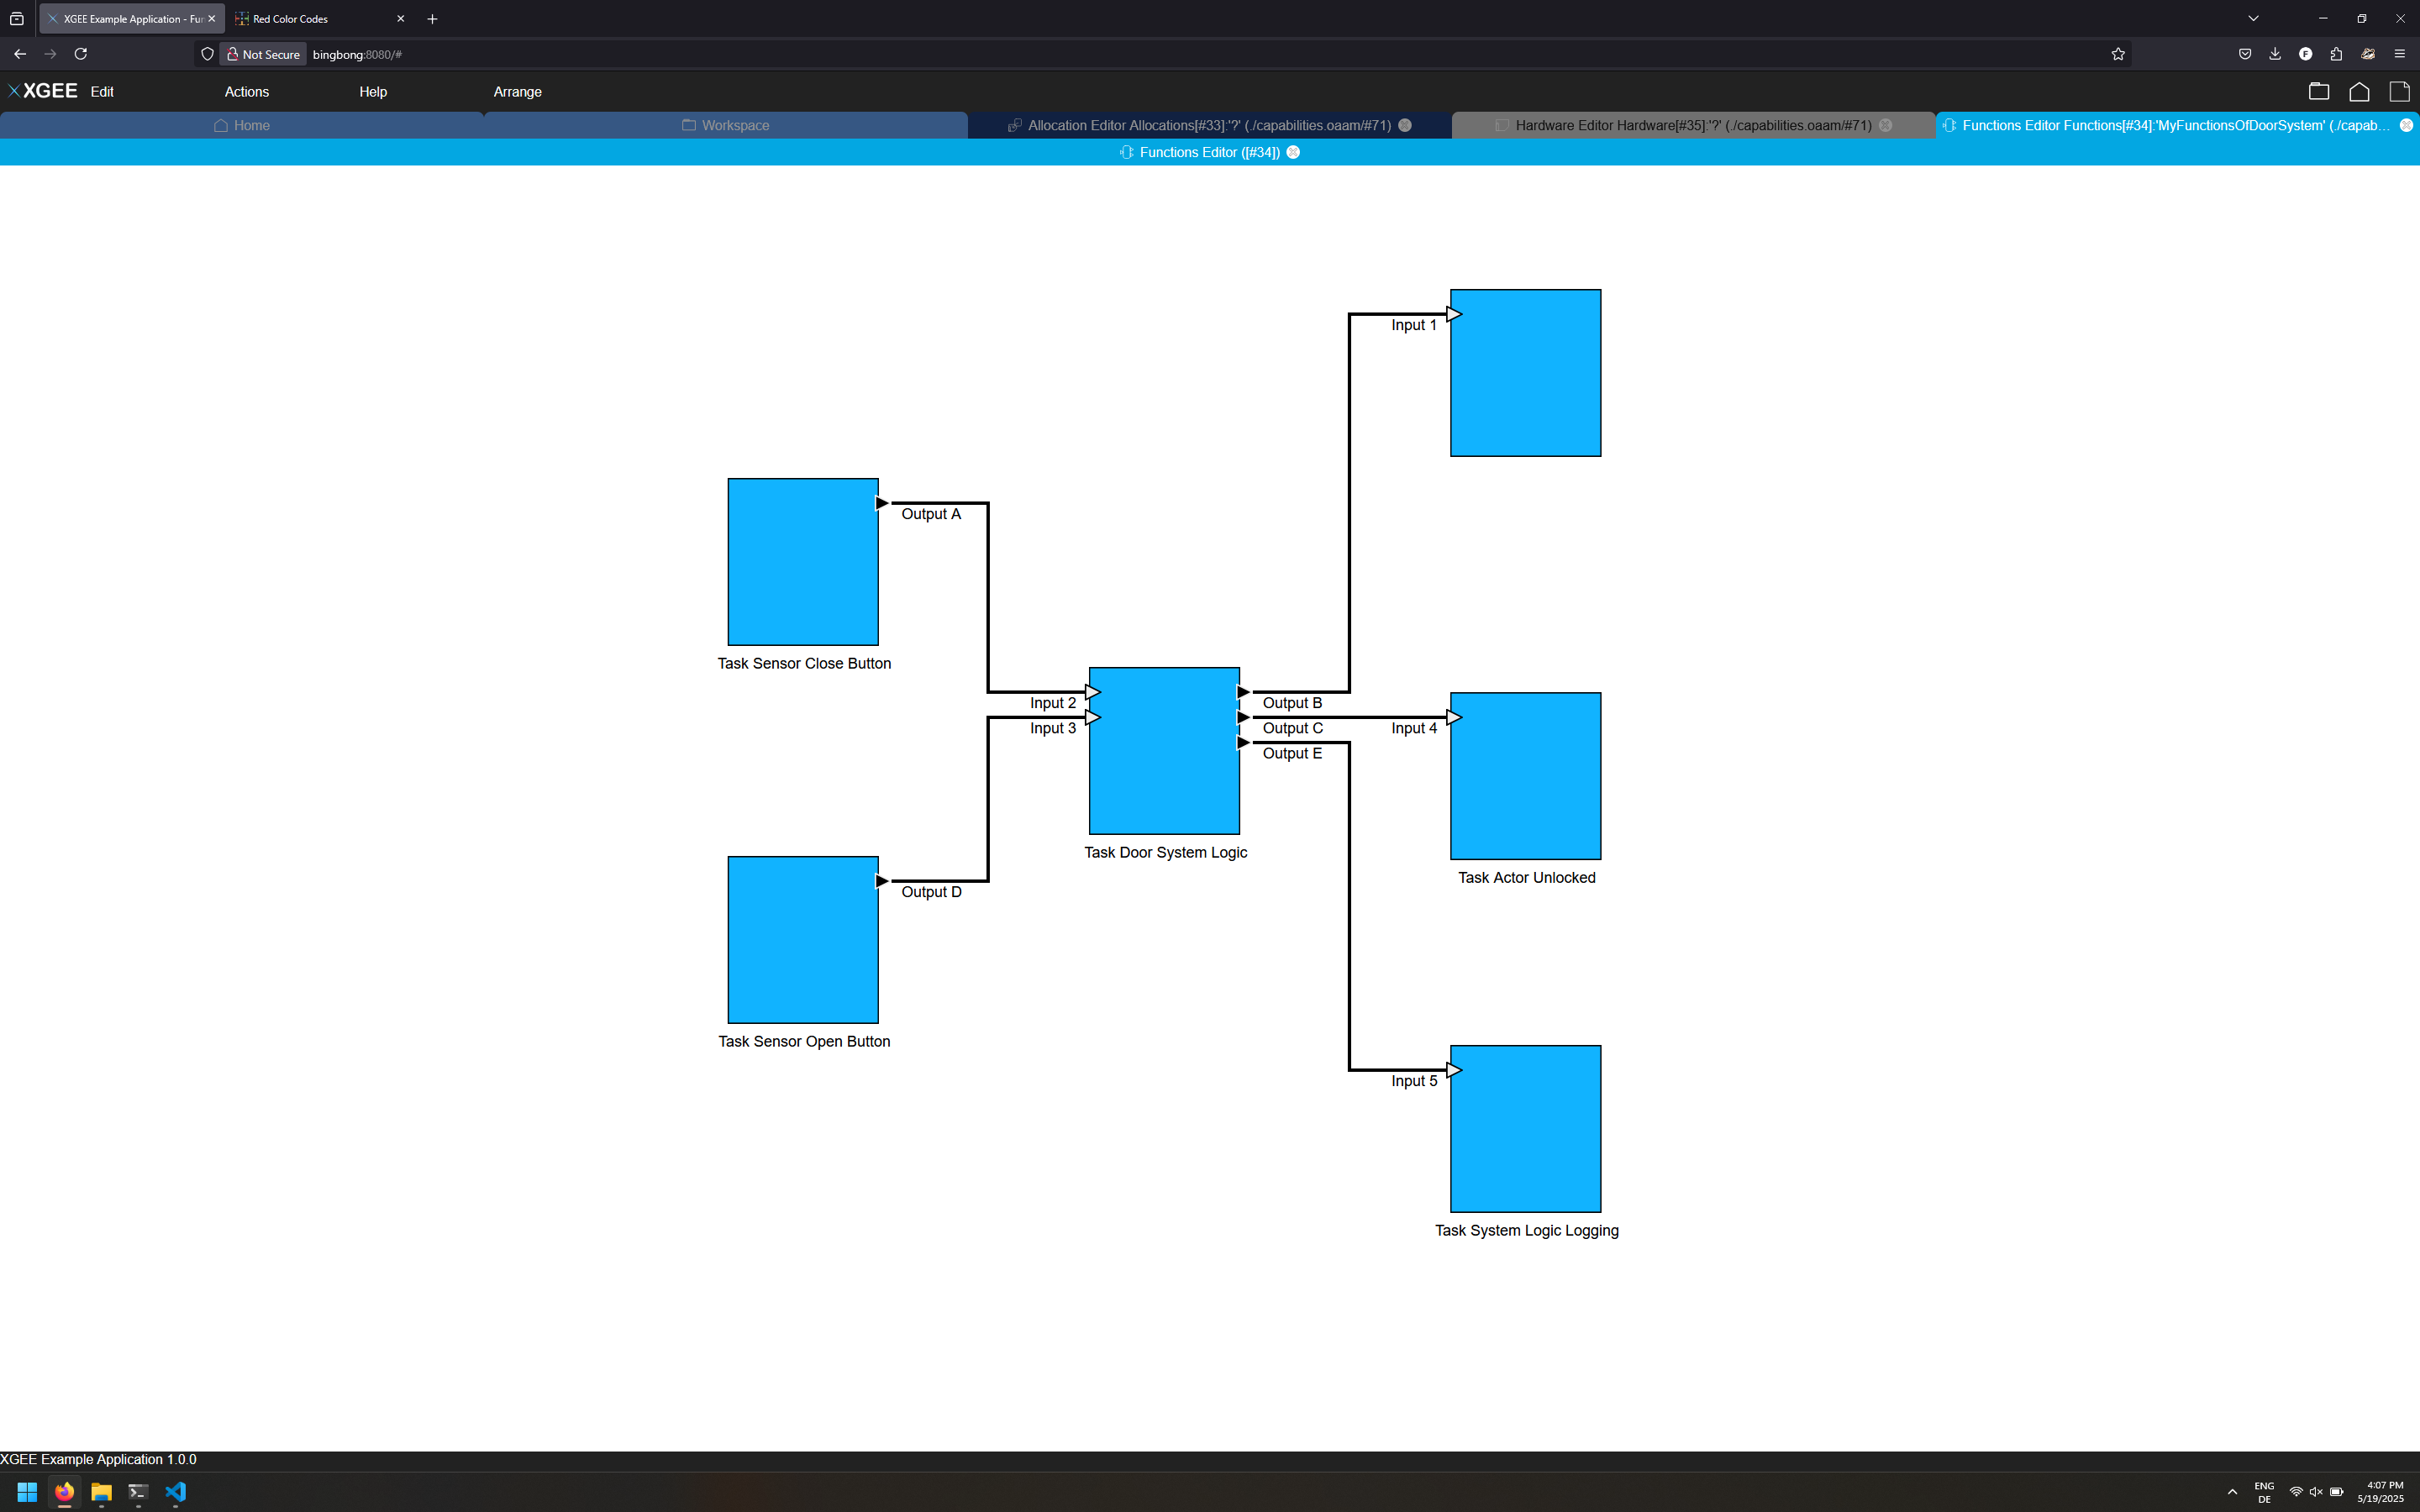 XGEE Example Application - Fur
Red Color Codes
Not Secure
bingbong:8080/#
F
XGEE
Edit
Actions
Help
Arrange
Home
Workspace
Allocation Editor Allocations[#33]:'?' (./capabilities.oaam/#71)
Hardware Editor Hardware[#35]:'?' (./capabilities.oaam/#71)
Functions Editor Functions[#34]:'MyFunctionsOfDoorSystem' (./capab...
Functions Editor ([#34])
Input 1
Output A
Task Sensor Close Button
Input 2
Output B
Input 3
Output C
Input 4
Output E
Task Door System Logic
Task Actor Unlocked
Output D
Task Sensor Open Button
Input 5
Task System Logic Logging
XGEE Example Application 1.0.0
ENG
DE
4:07 PM
5/19/2025